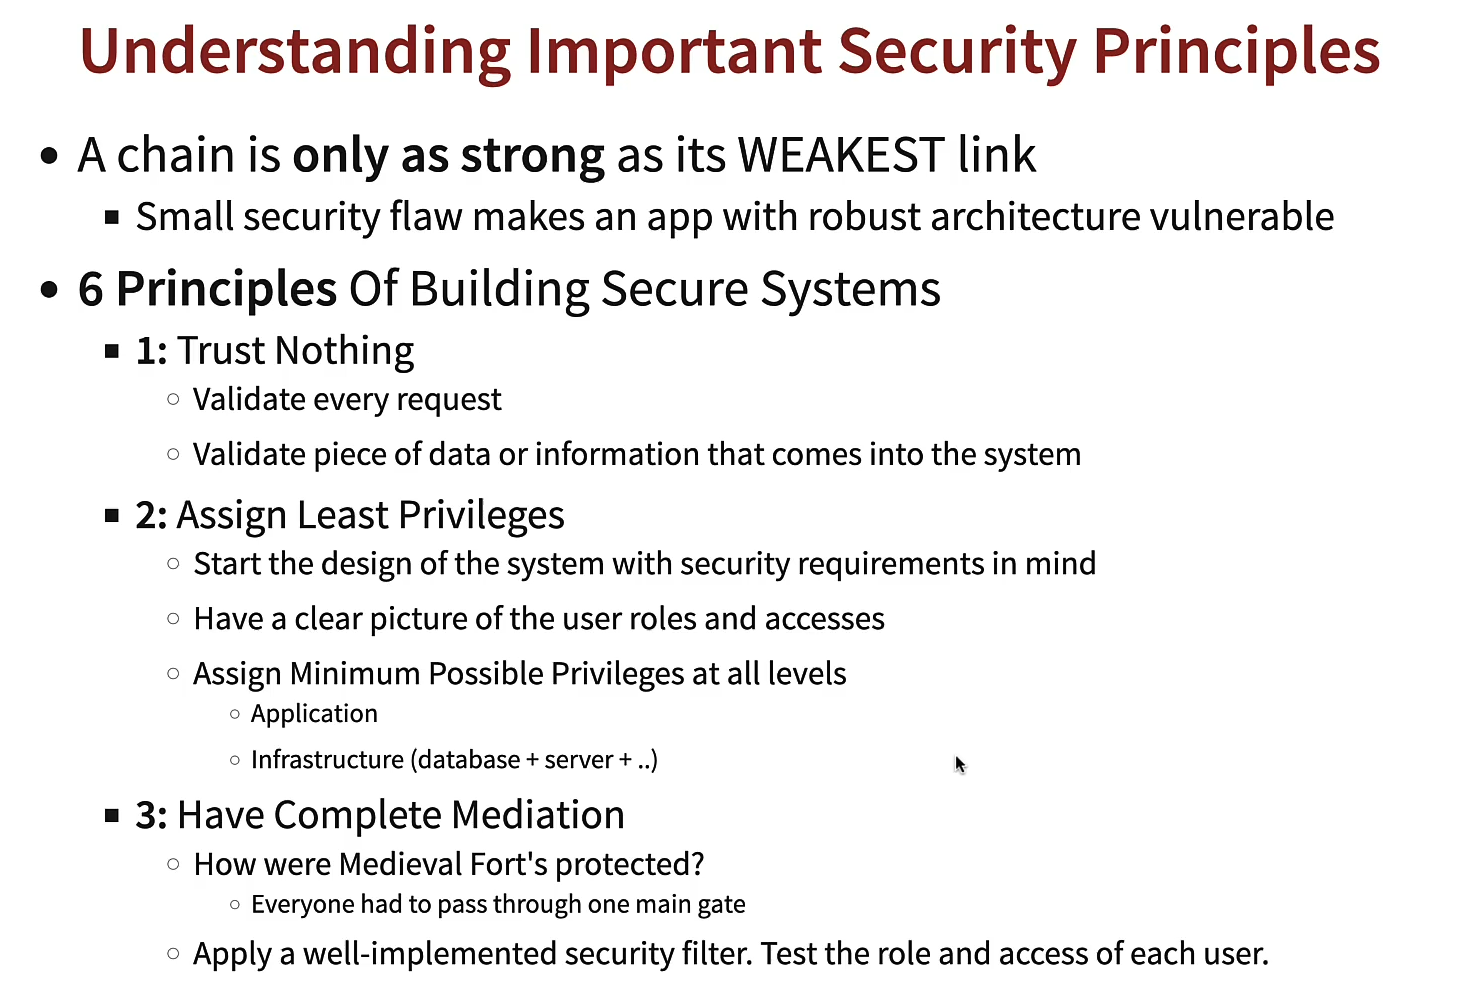 Understanding Important Security Principles
• A chain is only as strong as its WEAKEST link
▪ Small security flaw makes an app with robust architecture vulnerable
• 6 Principles Of Building Secure Systems
▪ 1: Trust Nothing
○ Validate every request
○ Validate piece of data or information that comes into the system
▪ 2: Assign Least Privileges
○ Start the design of the system with security requirements in mind
○ Have a clear picture of the user roles and accesses
○ Assign Minimum Possible Privileges at all levels
○ Application
○ Infrastructure (database + server + ..)
▪ 3: Have Complete Mediation
○ How were Medieval Fort's protected?
○ Everyone had to pass through one main gate
○ Apply a well-implemented security filter. Test the role and access of each user.